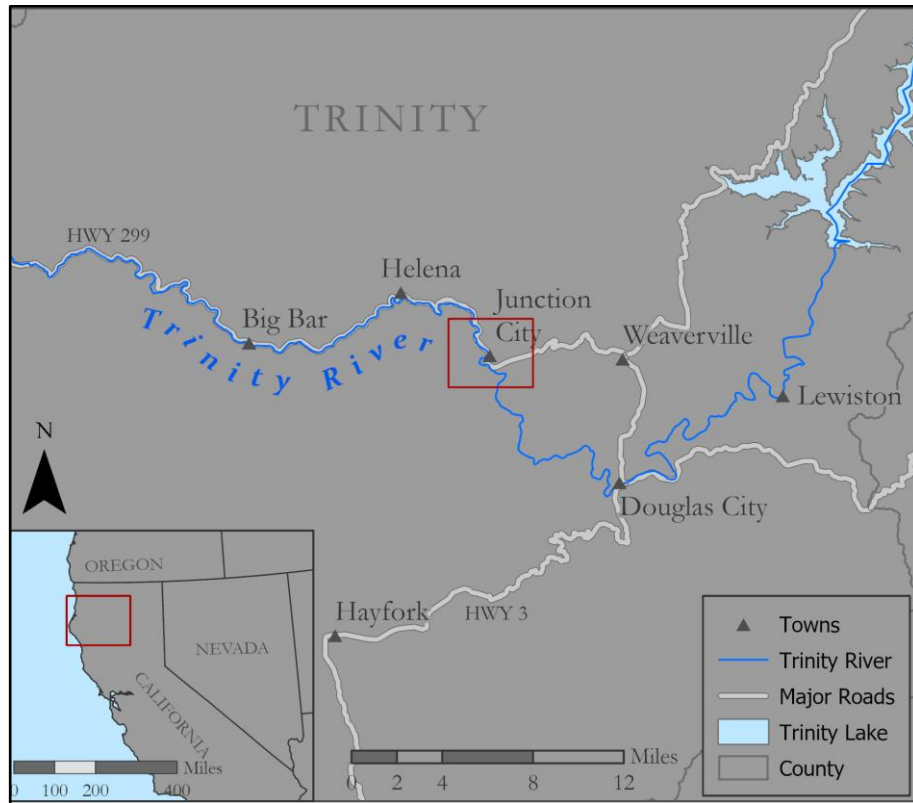 TRINITY
HWY 299
Helena
Big Bar
Junction
City
Weaverville
Trinity River
Lewiston
N
Douglas City
OREGON
Hayfork
HWY 3
NEVADA
CALIFORNIA
Miles
0 100 200 400
Miles
0 2 4 8 12
Towns
Trinity River
Major Roads
Trinity Lake
County